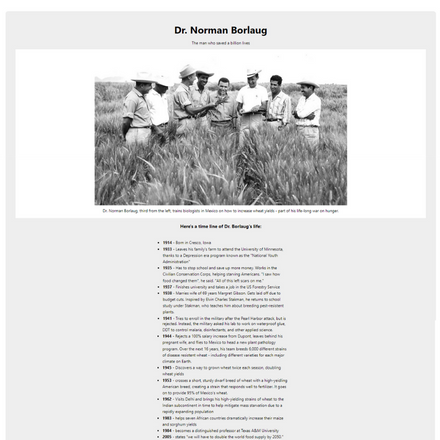 Dr. Norman Borlaug
The man who saved a billion lives
Dr. Norman Borlaug, third from the left, trains biologists in Mexico on how to increase wheat yields - part of his life-long war on hunger.
Here's a time line of Dr. Borlaug's life:
1914 - Born in Cresco, Iowa
1933 - Leaves his family's farm to attend the University of Minnesota,
thanks to a Depression era program known as the "National Youth
Administration"
1935 - Has to stop school and save up more money. Works in the
Civilian Conservation Corps, helping starving Americans. "I saw how
food changed them", he said. "All of this left scars on me."
1937 - Finishes university and takes a job in the US Forestry Service
1938 - Marries wife of 69 years Margret Gibson. Gets laid off due to
budget cuts. Inspired by Elvin Charles Stakman, he returns to school
study under Stakman, who teaches him about breeding pest-resistent
plants.
1941 - Tries to enroll in the military after the Pearl Harbor attack, but is
rejected. Instead, the military asked his lab to work on waterproof glue,
DDT to control malaria, disinfectants, and other applied science.
1944 - Rejects a 100% salary increase from Dupont, leaves behind his
pregnant wife, and flies to Mexico to head a new plant pathology
program. Over the next 16 years, his team breeds 6,000 different strains
of disease resistent wheat - including different varieties for each major
climate on Earth.
1945 - Discovers a way to grown wheat twice each season, doubling
wheat yields
1953 - crosses a short, sturdy dwarf breed of wheat with a high-yeidling
American breed, creating a strain that responds well to fertilizer. It goes
on to provide 95% of Mexico's wheat.
1962 - Visits Delhi and brings his high-yielding strains of wheat to the
Indian subcontinent in time to help mitigate mass starvation due to a
rapidly expanding population
1983 - helps seven African countries dramatically increase their maize
and sorghum yields
1984 - becomes a distinguished professor at Texas A&M University
2005 - states "we will have to double the world food supply by 2050."